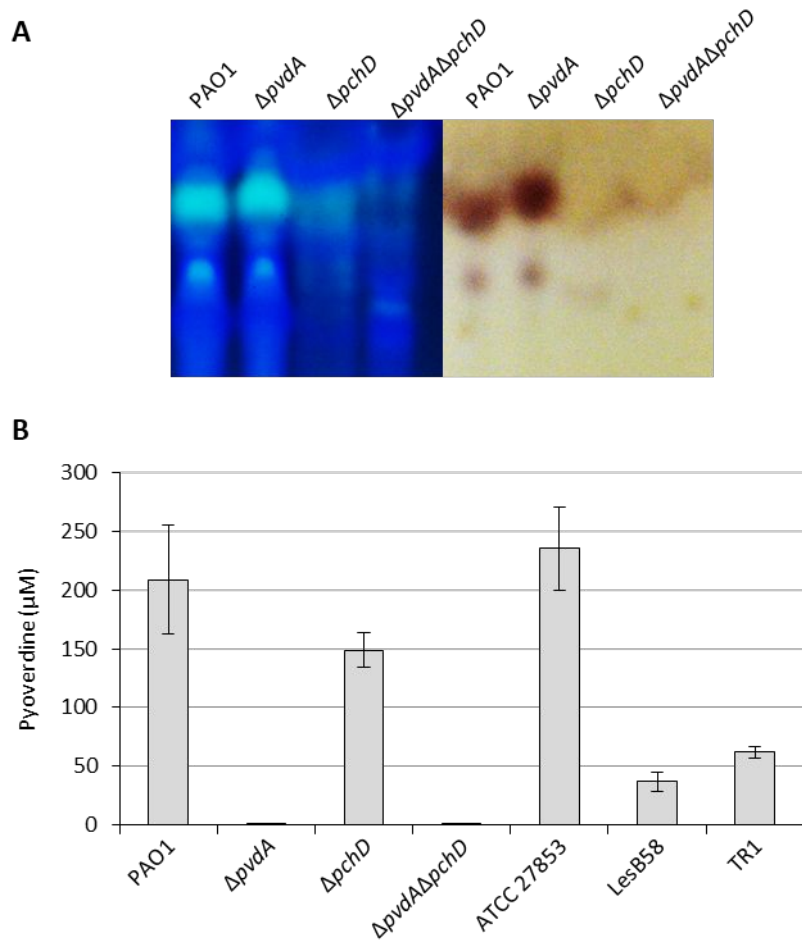 A
PAO1 ΔpvdA ΔpchD ΔpvdAΔpchD PAO1 ΔpvdA ΔpchD ΔpvdAΔpchD
B
Pyoverdine (µM)
300
250
200
150
100
50
0
PAO1 ΔpvdA ΔpchD ΔpvdAΔpchD ATCC 27853 LesB58 TR1